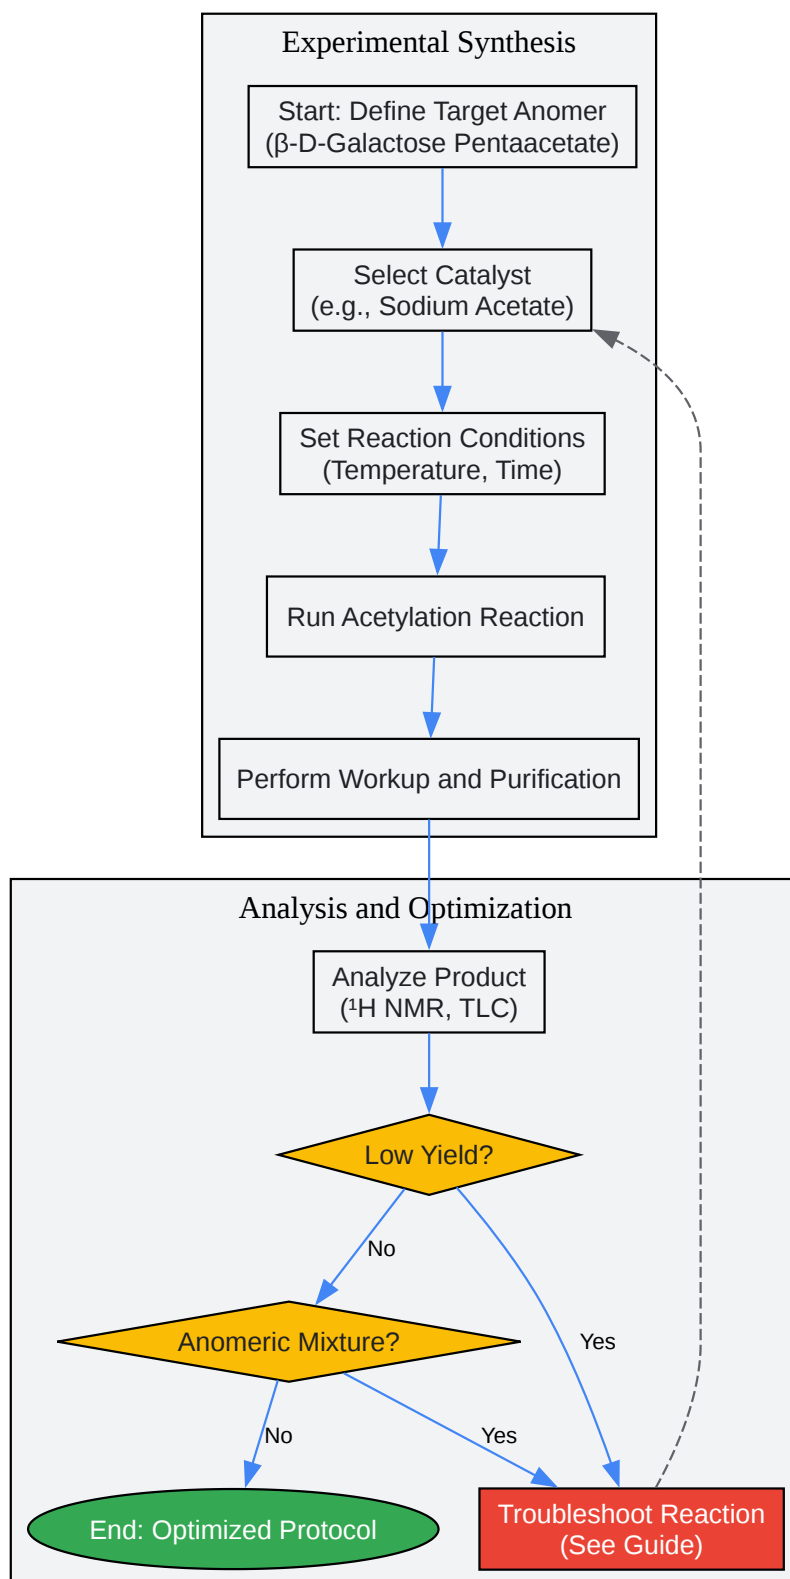 Experimental Synthesis
Start: Define Target Anomer
(β-D-Galactose Pentaacetate)
Select Catalyst
(e.g., Sodium Acetate)
Set Reaction Conditions
(Temperature, Time)
Run Acetylation Reaction
Perform Workup and Purification
Analysis and Optimization
Analyze Product
(¹H NMR, TLC)
Low Yield?
No
Yes
Anomeric Mixture?
No
Yes
End: Optimized Protocol
Troubleshoot Reaction
(See Guide)